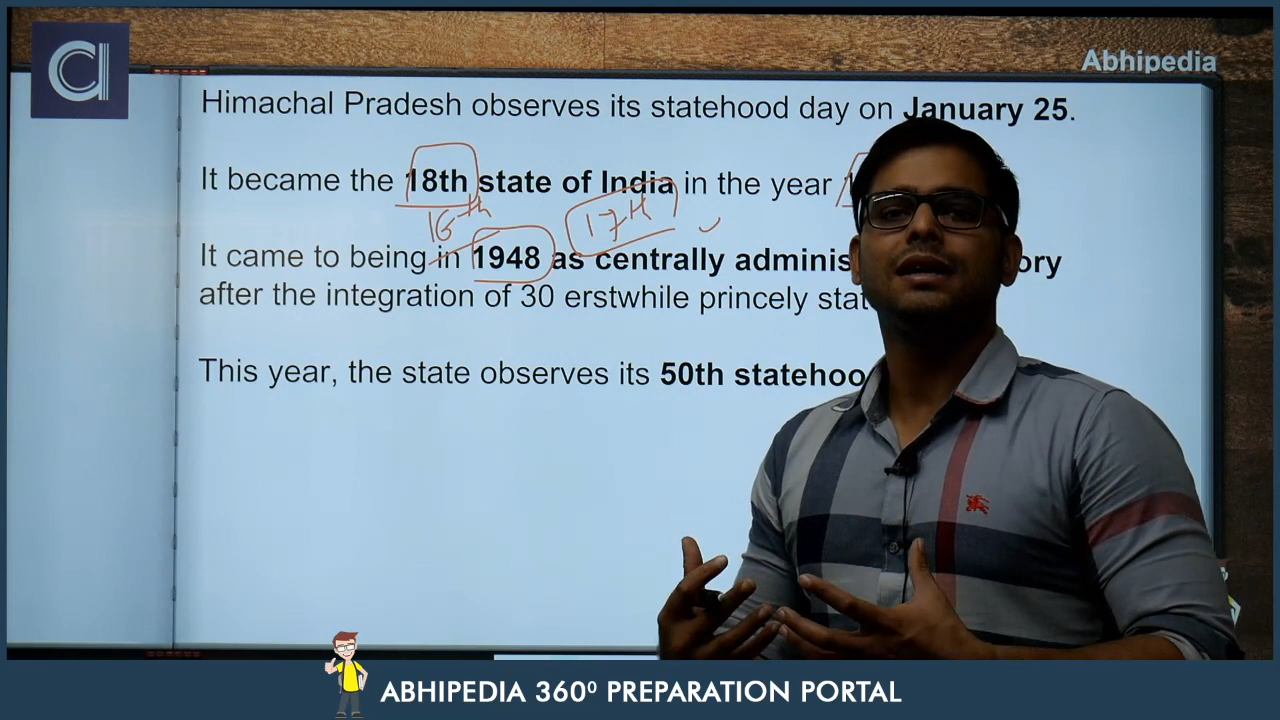 Abhipedia
Himachal Pradesh observes its statehood day on January 25.
It became the 18th state of India in the year
16th 17th
It came to being in 1948 as centrally adminis ory
after the integration of 30 erstwhile princely stat
This year, the state observes its 50th statehoo
ABHIPEDIA 360⁰ PREPARATION PORTAL